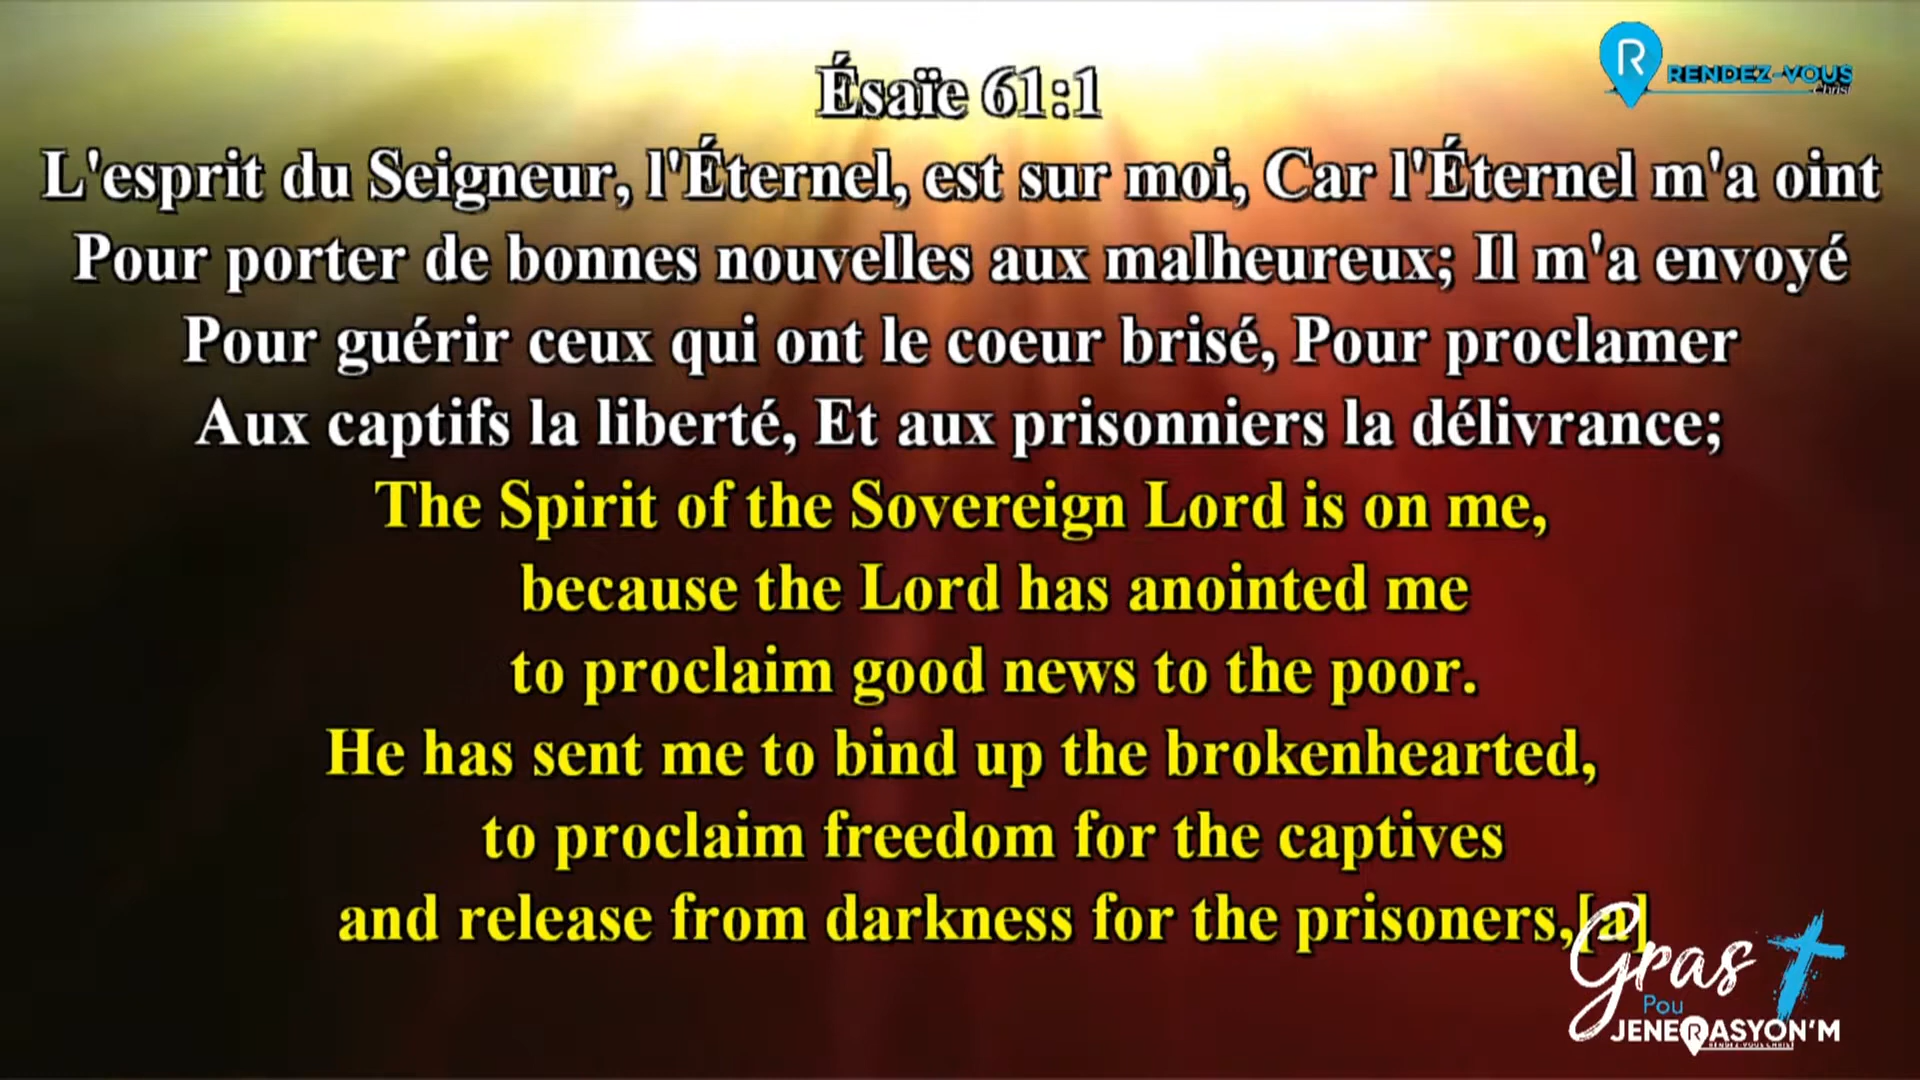 RENDEZ-VOUS
Christ
Ésaïe 61:1
L'esprit du Seigneur, l'Éternel, est sur moi, Car l'Éternel m'a oint
Pour porter de bonnes nouvelles aux malheureux; Il m'a envoyé
Pour guérir ceux qui ont le coeur brisé, Pour proclamer
Aux captifs la liberté, Et aux prisonniers la délivrance;
The Spirit of the Sovereign Lord is on me,
because the Lord has anointed me
to proclaim good news to the poor.
He has sent me to bind up the brokenhearted,
to proclaim freedom for the captives
and release from darkness for the prisoners,[a]
Gras
Pou
JENERASYON'M
RENDEZ-VOUS CHRIST